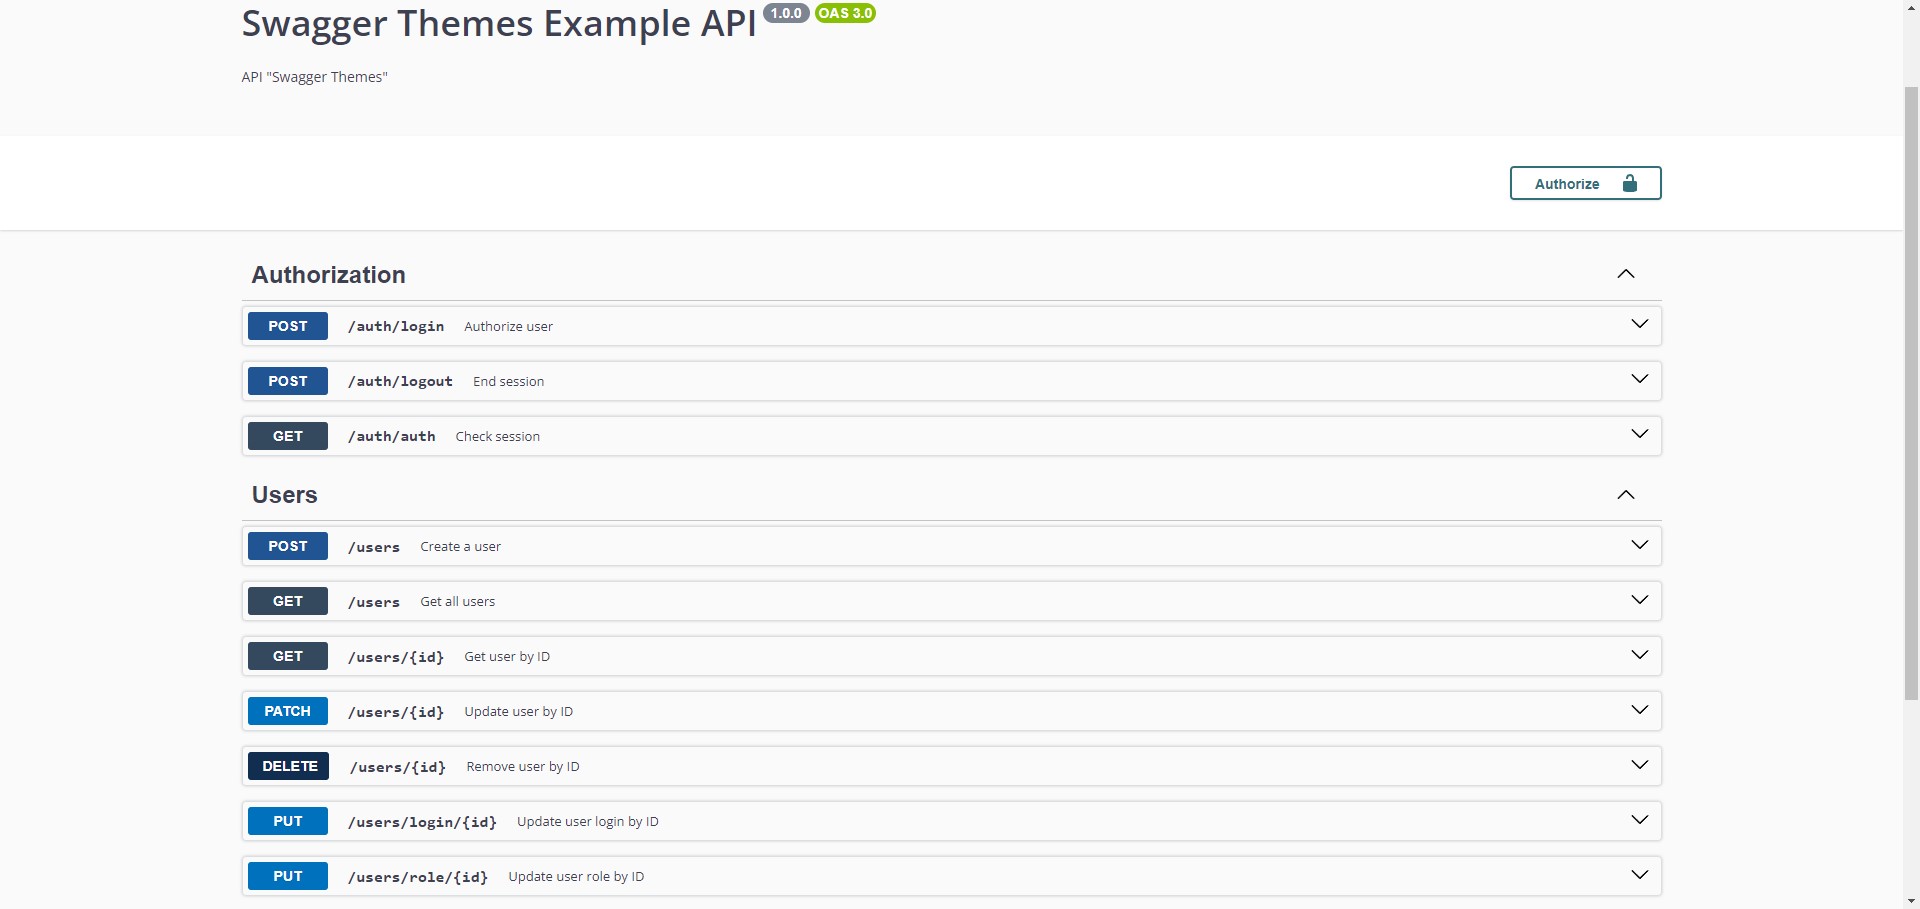 Swagger Themes Example API 1.0.0 OAS 3.0
API "Swagger Themes"
Authorize
Authorization
POST /auth/login Authorize user
POST /auth/logout End session
GET /auth/auth Check session
Users
POST /users Create a user
GET /users Get all users
GET /users/{id} Get user by ID
PATCH /users/{id} Update user by ID
DELETE /users/{id} Remove user by ID
PUT /users/login/{id} Update user login by ID
PUT /users/role/{id} Update user role by ID